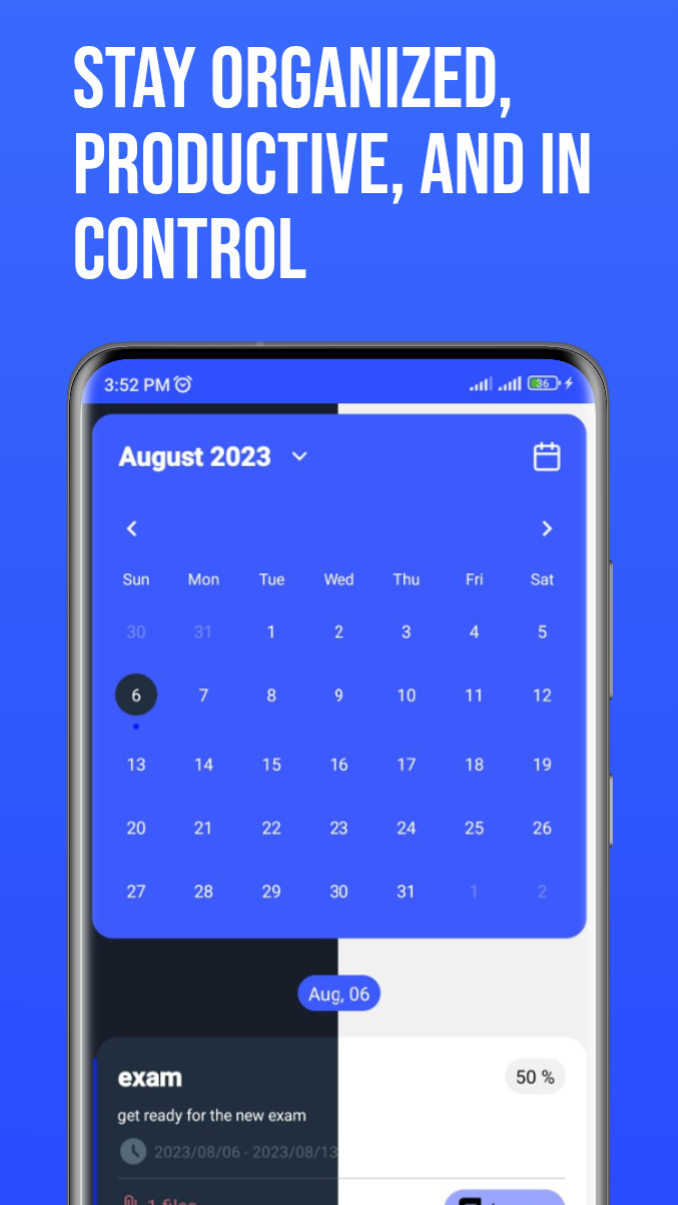 STAY ORGANIZED,
PRODUCTIVE, AND IN
CONTROL
3:52 PM 36
August 2023
Sun Mon Tue Wed Thu Fri Sat
30 31 1 2 3 4 5
6 7 8 9 10 11 12
13 14 15 16 17 18 19
20 21 22 23 24 25 26
27 28 29 30 31 1 2
Aug, 06
exam 50 %
get ready for the new exam
2023/08/06 - 2023/08/13
1 files